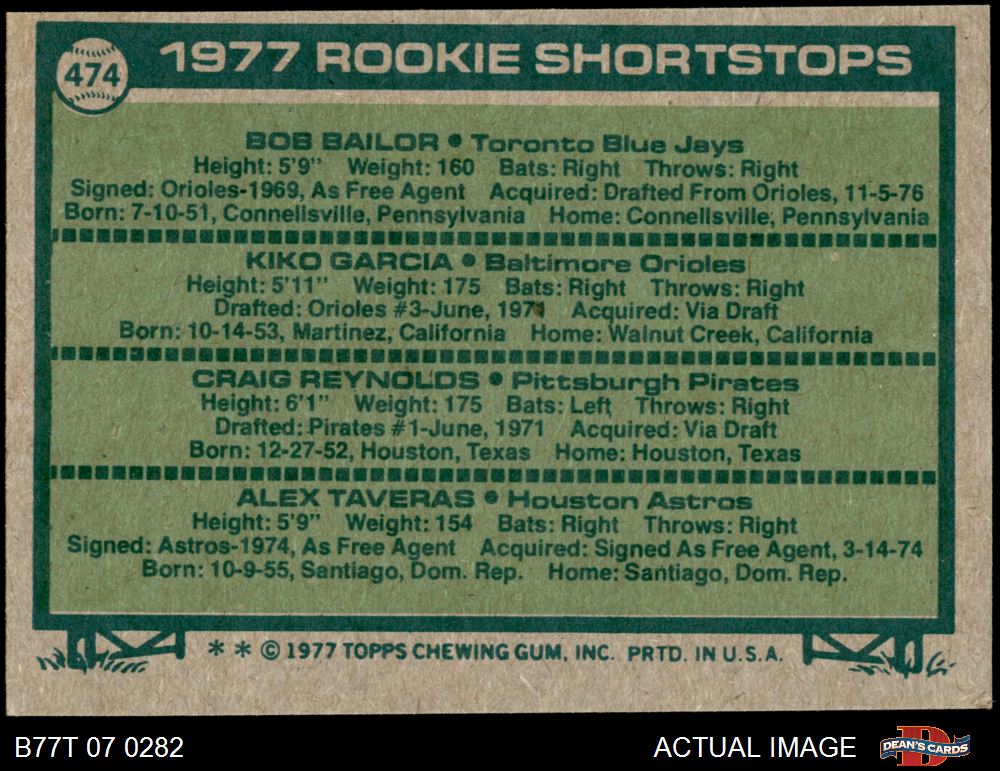 474
1977 ROOKIE SHORTSTOPS
BOB BAILOR • Toronto Blue Jays
Height: 5'9" Weight: 160 Bats: Right Throws: Right
Signed: Orioles-1969, As Free Agent Acquired: Drafted From Orioles, 11-5-76
Born: 7-10-51, Connellsville, Pennsylvania Home: Connellsville, Pennsylvania
KIKO GARCIA • Baltimore Orioles
Height: 5'11" Weight: 175 Bats: Right Throws: Right
Drafted: Orioles #3-June, 1971 Acquired: Via Draft
Born: 10-14-53, Martinez, California Home: Walnut Creek, California
CRAIG REYNOLDS • Pittsburgh Pirates
Height: 6'1" Weight: 175 Bats: Left Throws: Right
Drafted: Pirates #1-June, 1971 Acquired: Via Draft
Born: 12-27-52, Houston, Texas Home: Houston, Texas
ALEX TAVERAS • Houston Astros
Height: 5'9" Weight: 154 Bats: Right Throws: Right
Signed: Astros-1974, As Free Agent Acquired: Signed As Free Agent, 3-14-74
Born: 10-9-55, Santiago, Dom. Rep. Home: Santiago, Dom. Rep.
* * © 1977 TOPPS CHEWING GUM, INC. PRTD. IN U.S.A.
B77T 07 0282 ACTUAL IMAGE DEAN'S CARDS